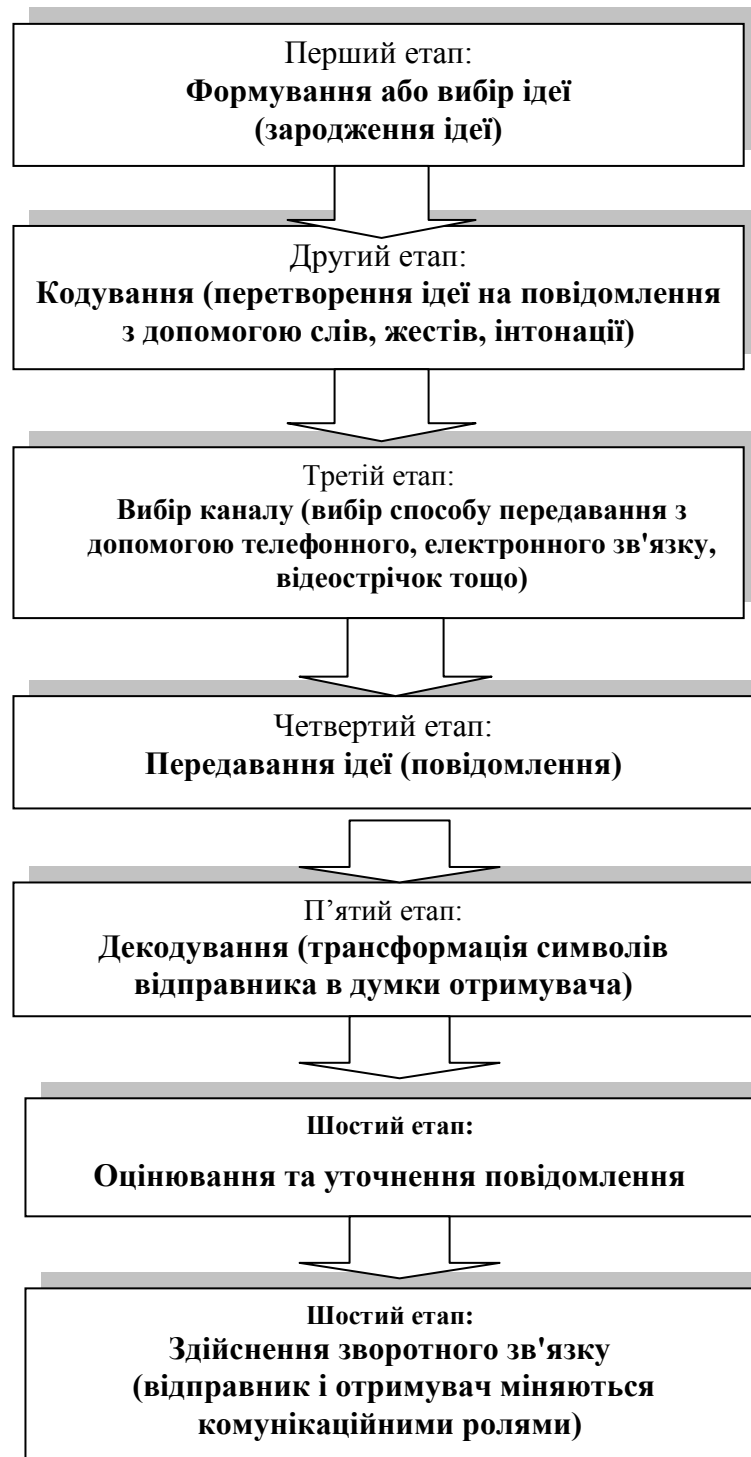 Перший етап:
Формування або вибір ідеї
(зародження ідеї)
Другий етап:
Кодування (перетворення ідеї на повідомлення
з допомогою слів, жестів, інтонації)
Третій етап:
Вибір каналу (вибір способу передавання з
допомогою телефонного, електронного зв'язку,
відеострічок тощо)
Четвертий етап:
Передавання ідеї (повідомлення)
П’ятий етап:
Декодування (трансформація символів
відправника в думки отримувача)
Шостий етап:
Оцінювання та уточнення повідомлення
Шостий етап:
Здійснення зворотного зв'язку
(відправник і отримувач міняються
комунікаційними ролями)